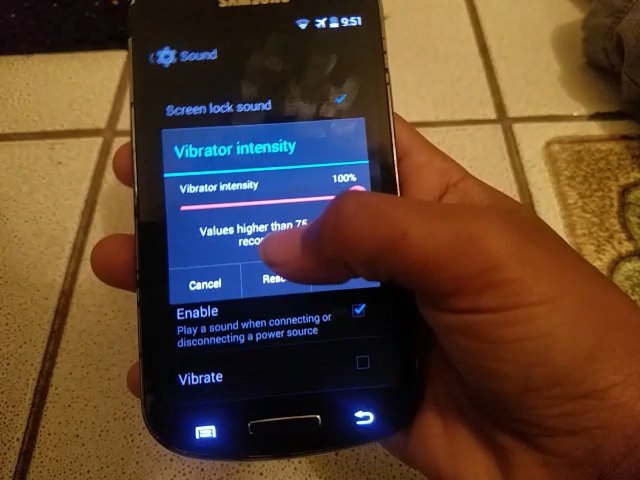 SAMSUNG
9:51
Sound
Screen lock sound
Vibrator intensity
Vibrator intensity 100%
Values higher than 75
Cancel
Enable
Play a sound when connecting or
disconnecting a power source
Vibrate